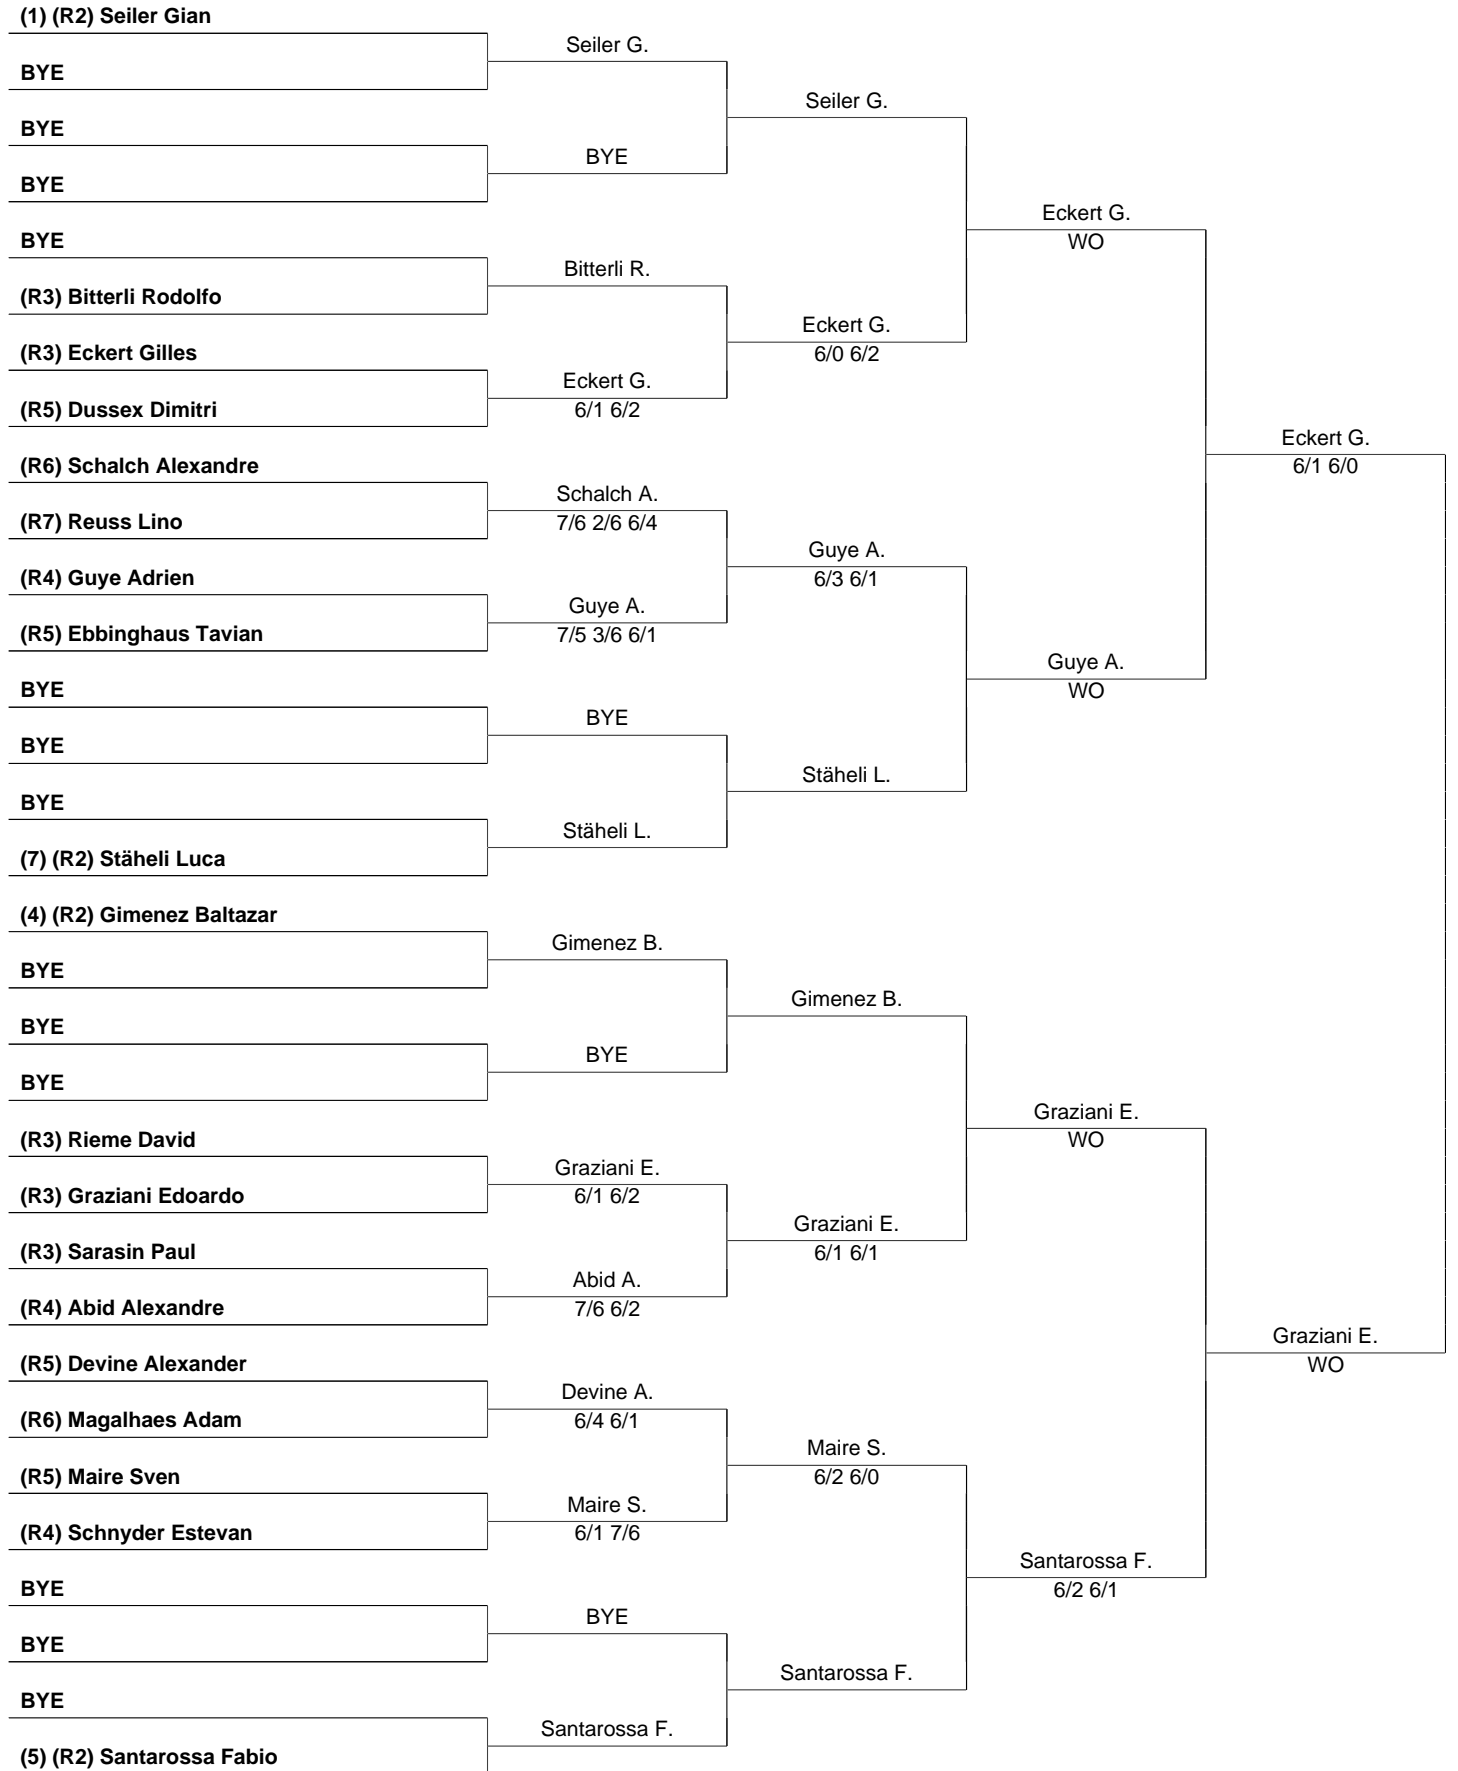 (1) (R2) Seiler Gian
BYE
BYE
BYE
BYE
(R3) Bitterli Rodolfo
(R3) Eckert Gilles
(R5) Dussex Dimitri
(R6) Schalch Alexandre
(R7) Reuss Lino
(R4) Guye Adrien
(R5) Ebbinghaus Tavian
BYE
BYE
BYE
(7) (R2) Stäheli Luca
(4) (R2) Gimenez Baltazar
BYE
BYE
BYE
(R3) Rieme David
(R3) Graziani Edoardo
(R3) Sarasin Paul
(R4) Abid Alexandre
(R5) Devine Alexander
(R6) Magalhaes Adam
(R5) Maire Sven
(R4) Schnyder Estevan
BYE
BYE
BYE
(5) (R2) Santarossa Fabio
Seiler G.
BYE
Bitterli R.
Eckert G.
6/1 6/2
Schalch A.
7/6 2/6 6/4
Guye A.
7/5 3/6 6/1
BYE
Stäheli L.
Gimenez B.
BYE
Graziani E.
6/1 6/2
Abid A.
7/6 6/2
Devine A.
6/4 6/1
Maire S.
6/1 7/6
BYE
Santarossa F.
Seiler G.
Eckert G.
6/0 6/2
Guye A.
6/3 6/1
Stäheli L.
Gimenez B.
Graziani E.
6/1 6/1
Maire S.
6/2 6/0
Santarossa F.
Eckert G.
WO
Guye A.
WO
Graziani E.
WO
Santarossa F.
6/2 6/1
Eckert G.
6/1 6/0
Graziani E.
WO